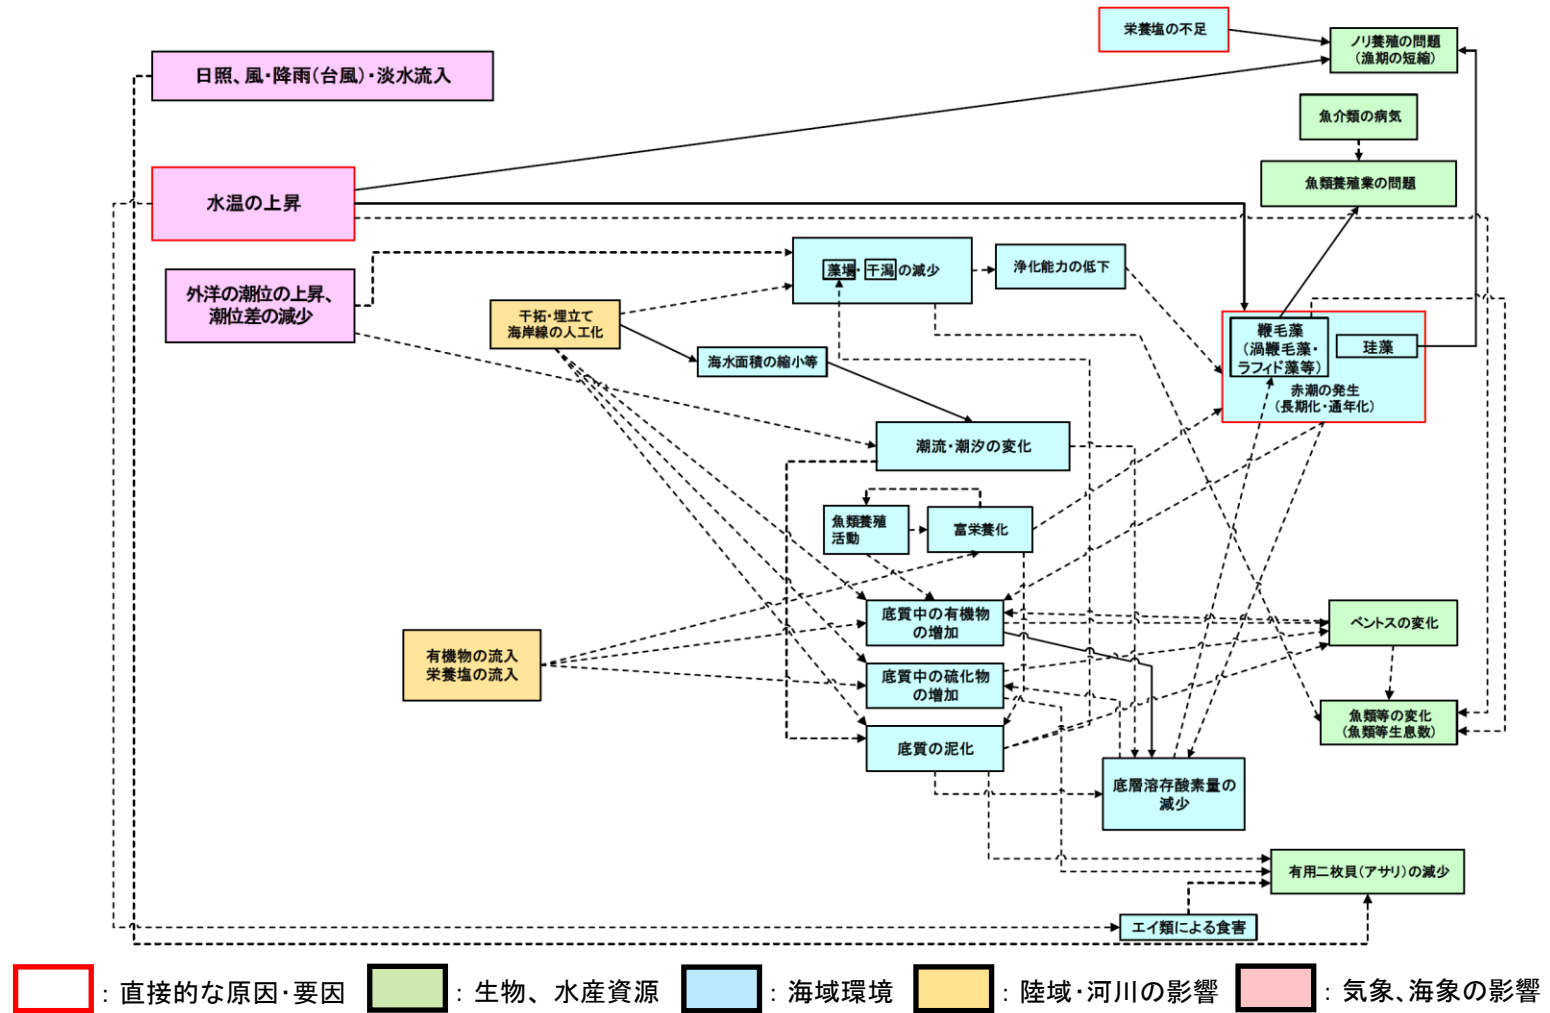 栄養塩の不足
ノリ養殖の問題
(漁期の短縮)
日照、風・降雨(台風)・淡水流入
魚介類の病気
魚類養殖業の問題
水温の上昇
外洋の潮位の上昇、
潮位差の減少
藻場・干潟の減少
浄化能力の低下
干拓・埋立て
海岸線の人工化
海水面積の縮小等
鞭毛藻
(渦鞭毛藻・
ラフィド藻等)
珪藻
赤潮の発生
(長期化・通年化)
潮流・潮汐の変化
魚類養殖
活動
富栄養化
底質中の有機物
の増加
ベントスの変化
有機物の流入
栄養塩の流入
底質中の硫化物
の増加
魚類等の変化
(魚類等生息数)
底質の泥化
底層溶存酸素量の
減少
有用二枚貝(アサリ)の減少
エイ類による食害
:直接的な原因・要因
:生物、水産資源
:海域環境
:陸域・河川の影響
:気象、海象の影響